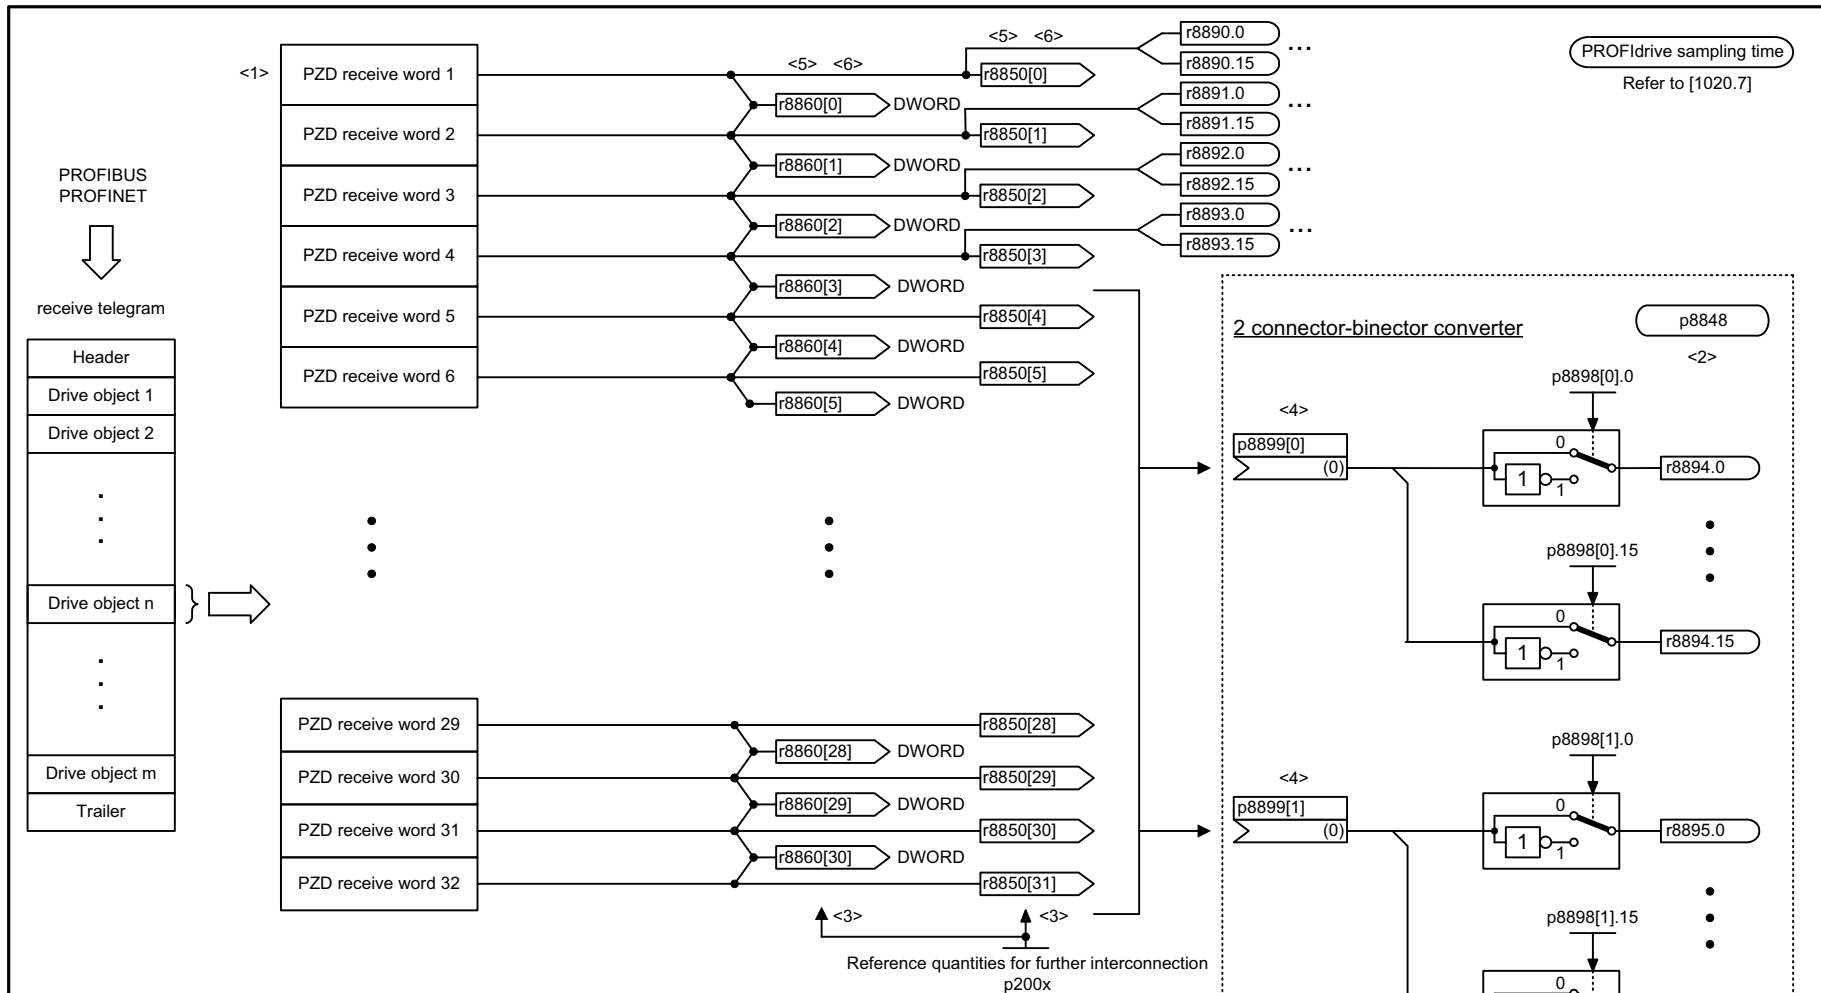 <5> <6>
r8890.0
...
PROFIdrive sampling time
<1>
PZD receive word 1
<5> <6>
r8850[0]
r8890.15
Refer to [1020.7]
r8860[0]
DWORD
r8891.0
...
PZD receive word 2
r8850[1]
r8891.15
r8860[1]
DWORD
r8892.0
...
PROFIBUS
PROFINET
PZD receive word 3
r8850[2]
r8892.15
r8860[2]
DWORD
r8893.0
...
PZD receive word 4
r8850[3]
r8893.15
r8860[3]
DWORD
receive telegram
PZD receive word 5
r8850[4]
r8860[4]
DWORD
PZD receive word 6
r8850[5]
r8860[5]
DWORD
Header
Drive object 1
Drive object 2
Drive object n
Drive object m
Trailer
PZD receive word 29
r8850[28]
r8860[28]
DWORD
PZD receive word 30
r8850[29]
r8860[29]
DWORD
PZD receive word 31
r8850[30]
r8860[30]
DWORD
PZD receive word 32
r8850[31]
<3>
<3>
Reference quantities for further interconnection
p200x
2 connector-binector converter
p8848
<2>
p8898[0].0
<4>
p8899[0]
(0)
0
1
1
r8894.0
p8898[0].15
0
1
1
r8894.15
p8898[1].0
<4>
p8899[1]
(0)
0
1
1
r8895.0
p8898[1].15
0